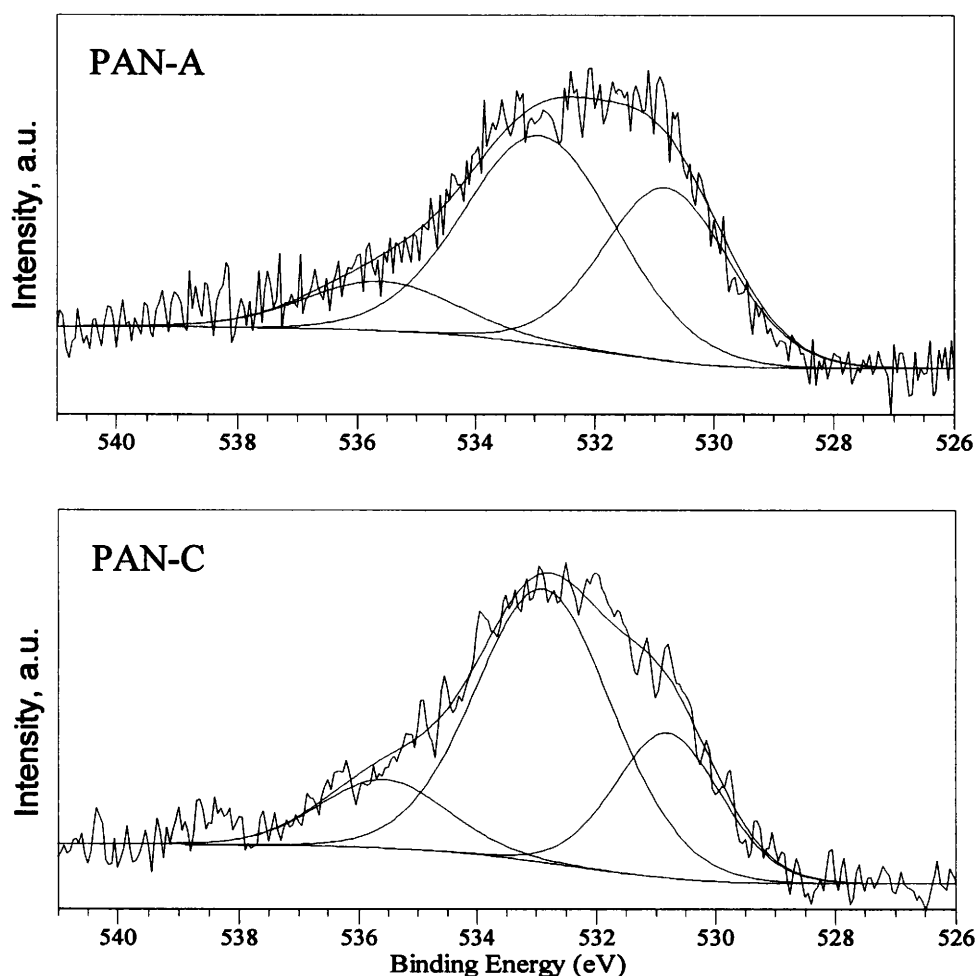 PAN-A
Intensity, a.u.
540 538 536 534 532 530 528 526
PAN-C
Intensity, a.u.
540 538 536 534 532 530 528 526
Binding Energy (eV)